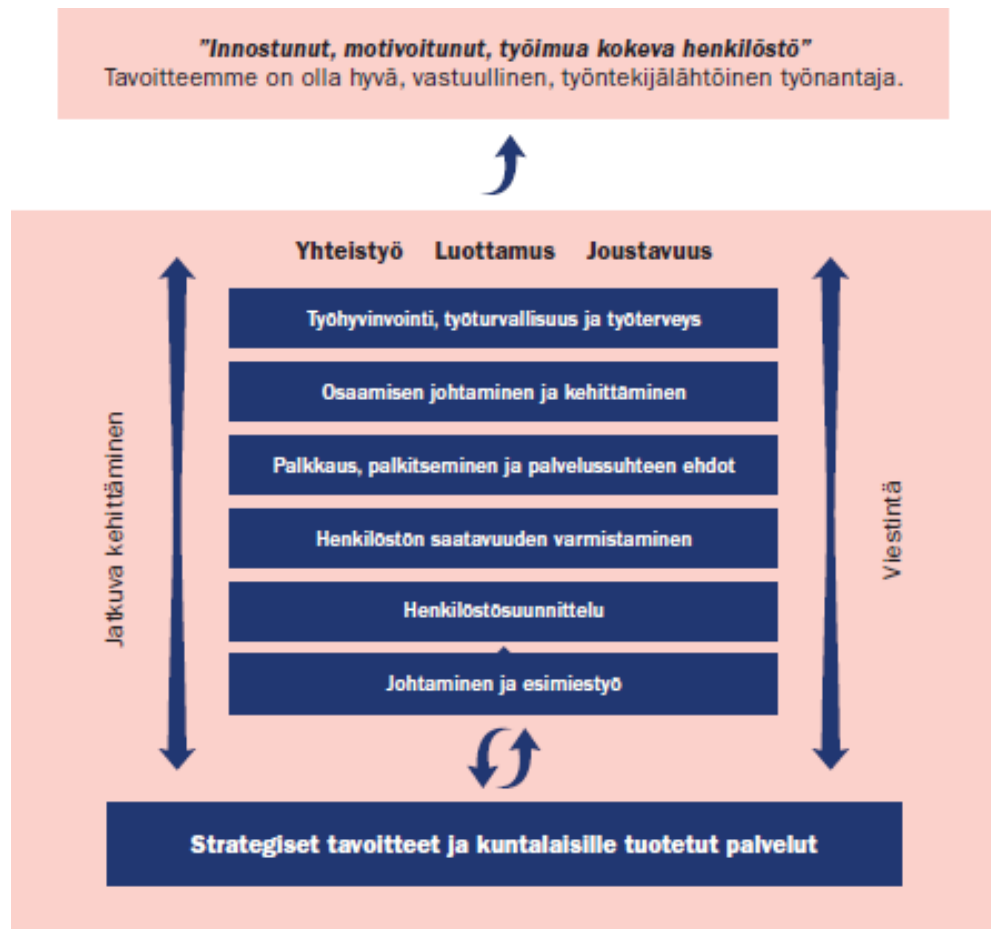 "Innostunut, motivoitunut, työimua kokeva henkilöstö"
Tavoitteemme on olla hyvä, vastuullinen, työntekijälähtöinen työnantaja.
Yhteistyö Luottamus Joustavuus
Työhyvinvointi, työturvallisuus ja työterveys
Osaamisen johtaminen ja kehittäminen
Palkkaus, palkitseminen ja palvelussuhteen ehdot
Henkilöstön saatavuuden varmistaminen
Henkilöstösuunnittelu
Johtaminen ja esimiestyö
Jatkuva kehittäminen
Viestintä
Strategiset tavoitteet ja kuntalaisille tuotetut palvelut